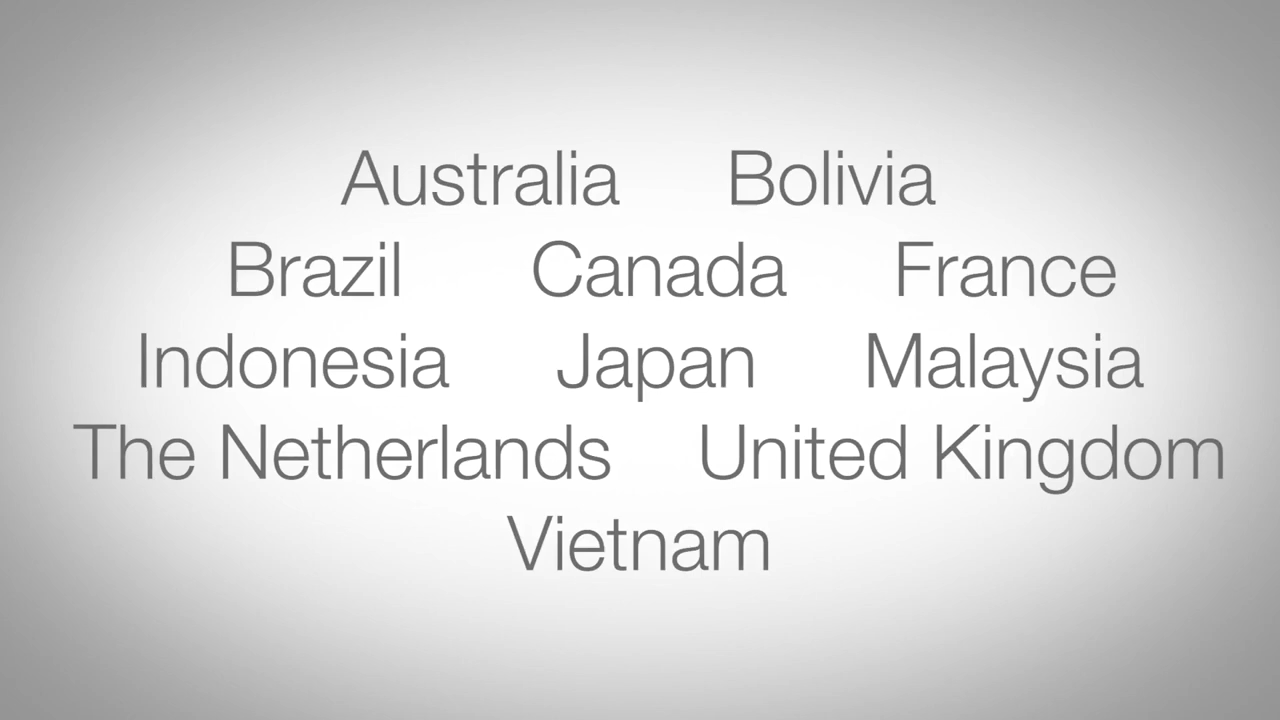 Australia Bolivia
Brazil Canada France
Indonesia Japan Malaysia
The Netherlands United Kingdom
Vietnam